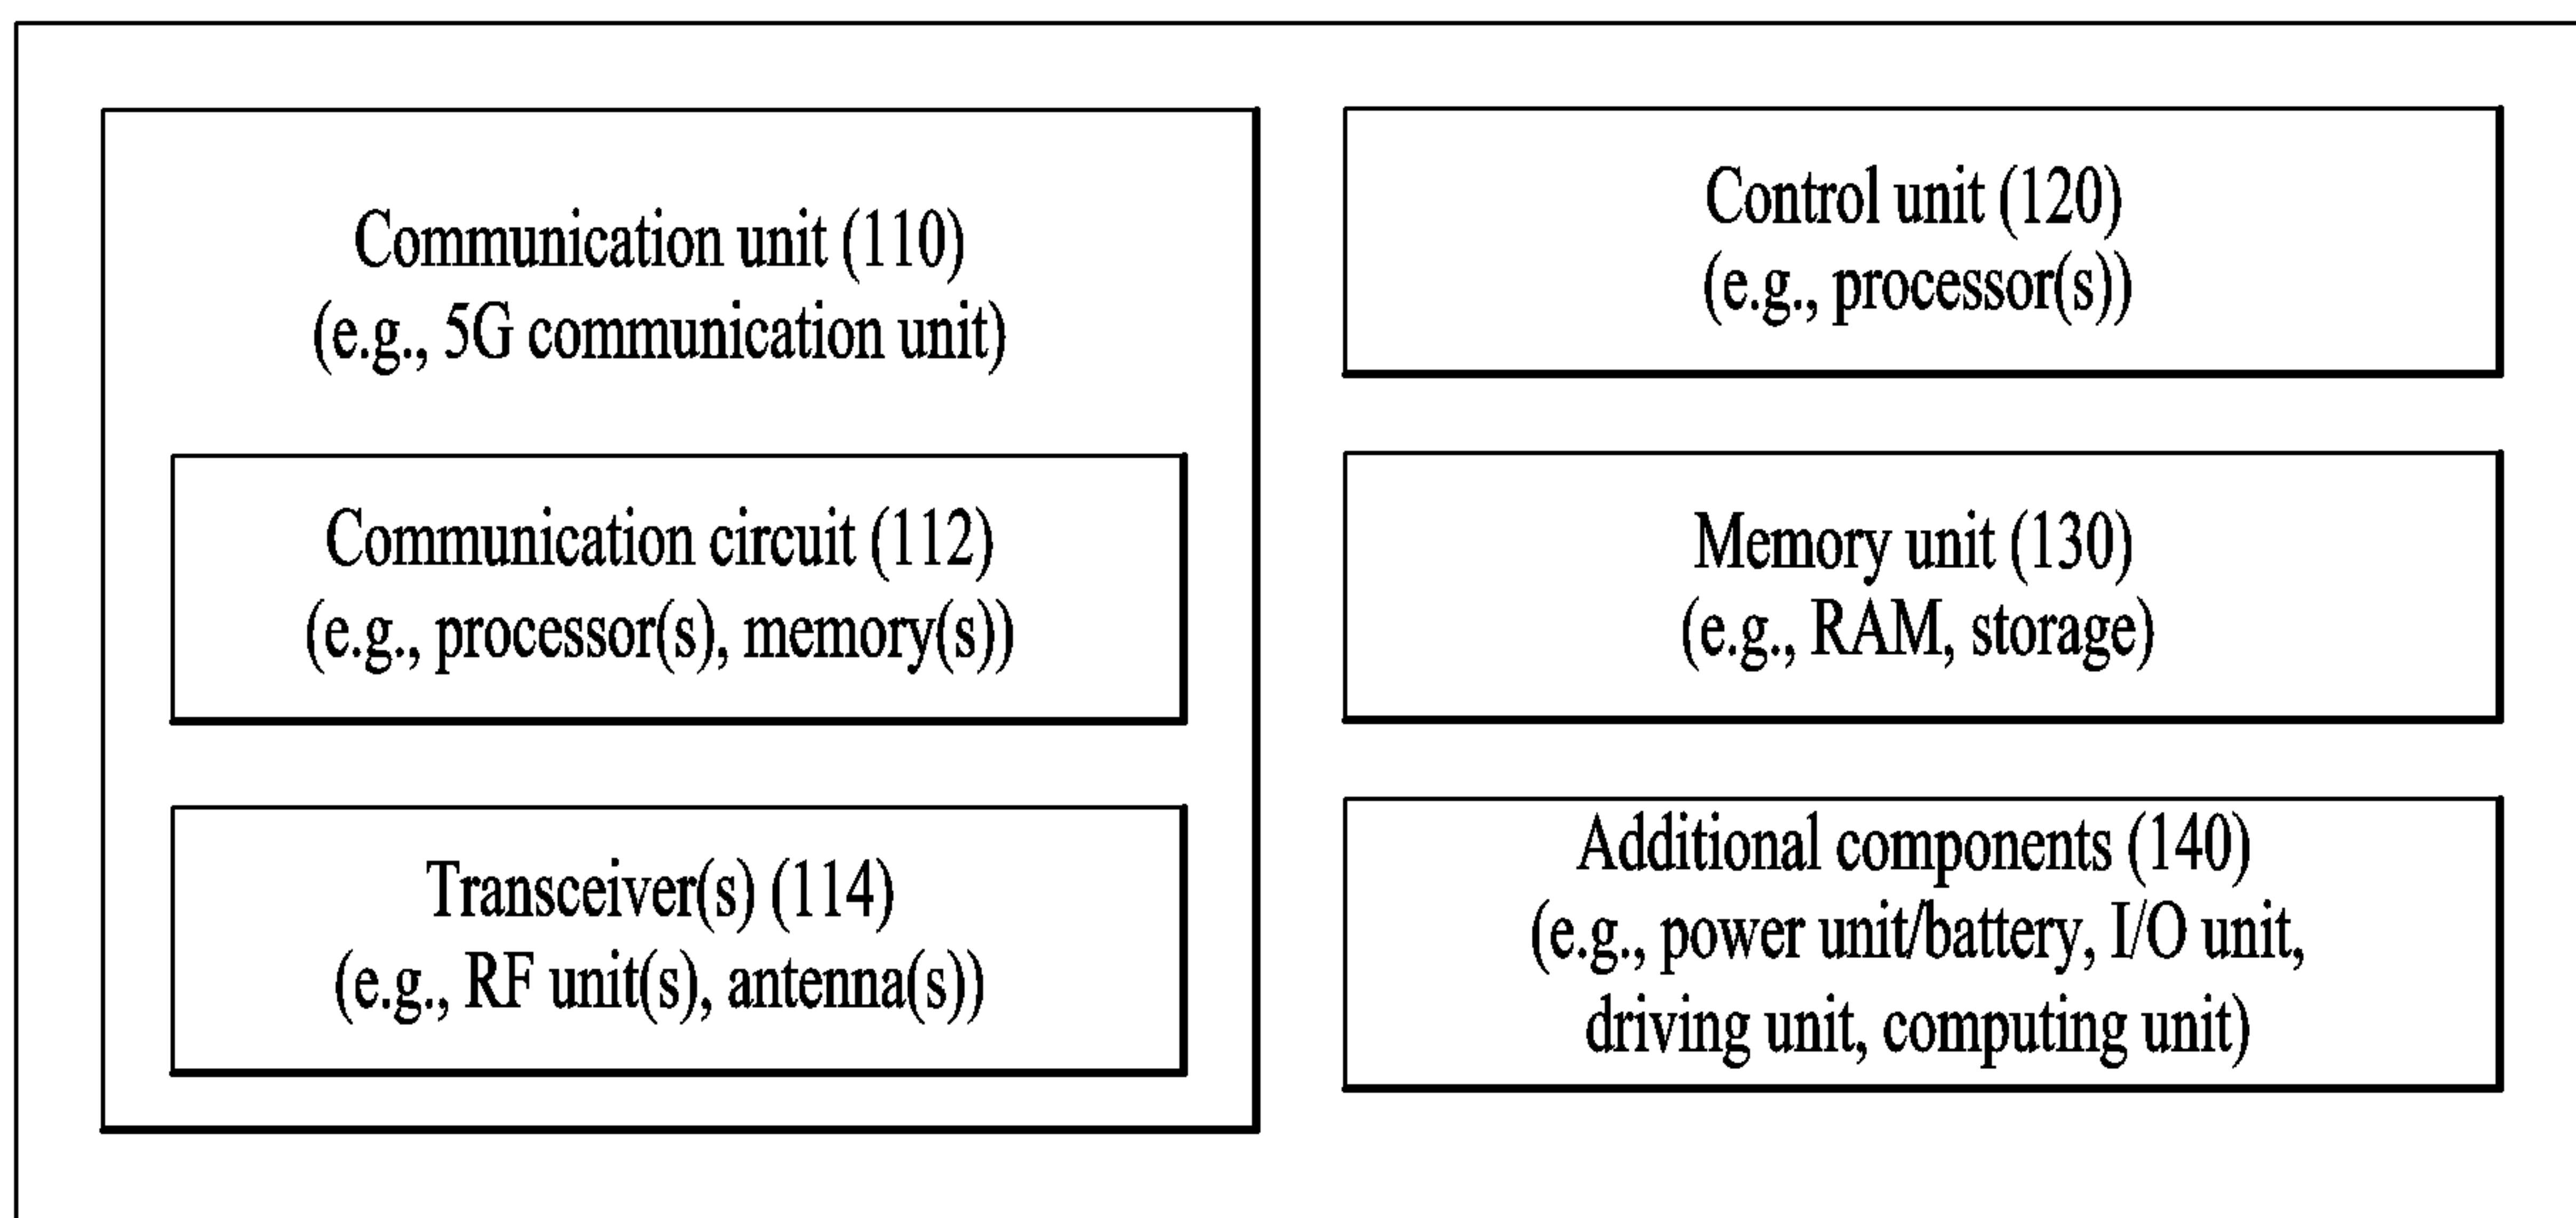 Communication unit (110)
(e.g., 5G communication unit)
Communication circuit (112)
(e.g., processor(s), memory(s))
Transceiver(s) (114)
(e.g., RF unit(s), antenna(s))
Control unit (120)
(e.g., processor(s))
Memory unit (130)
(e.g., RAM, storage)
Additional components (140)
(e.g., power unit/battery, I/O unit,
driving unit, computing unit)